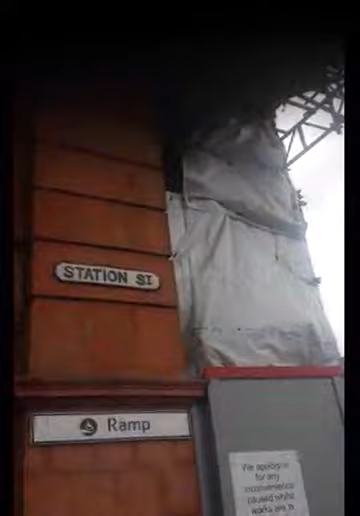 STATION ST
Ramp
We apologise
for any
inconvenience
caused whilst
works are in